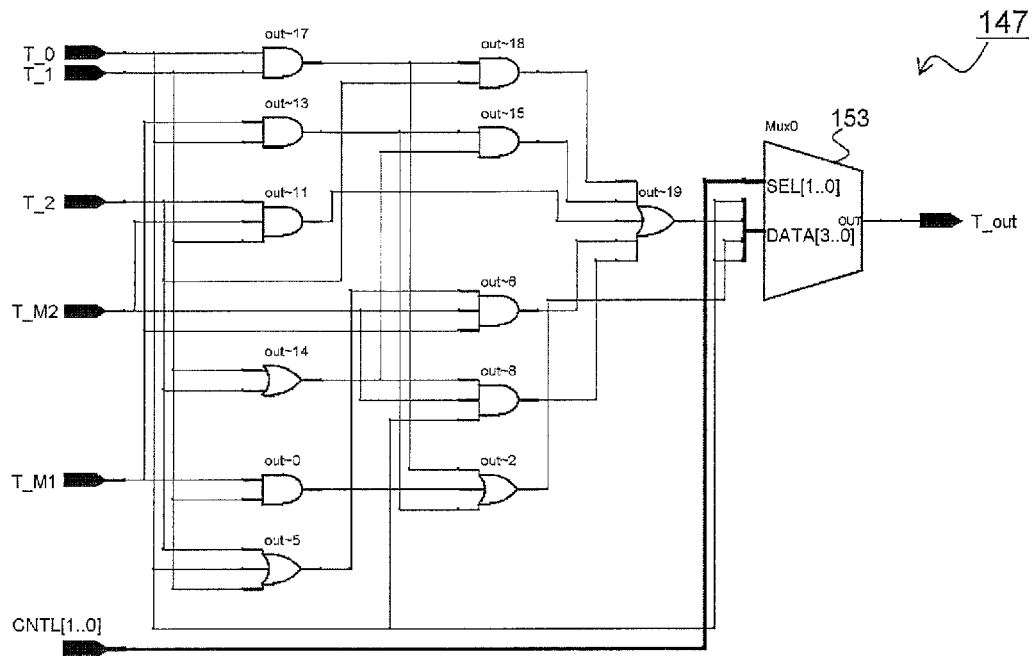 147
out~17
out~18
T_0
T_1
out~13
out~15
Mux0
153
SEL[1..0]
T_2
out~11
out~19
OUT
T_out
DATA[3..0]
out~6
T_M2
out~14
out~8
T_M1
out~0
out~2
out~5
CNTL[1..0]